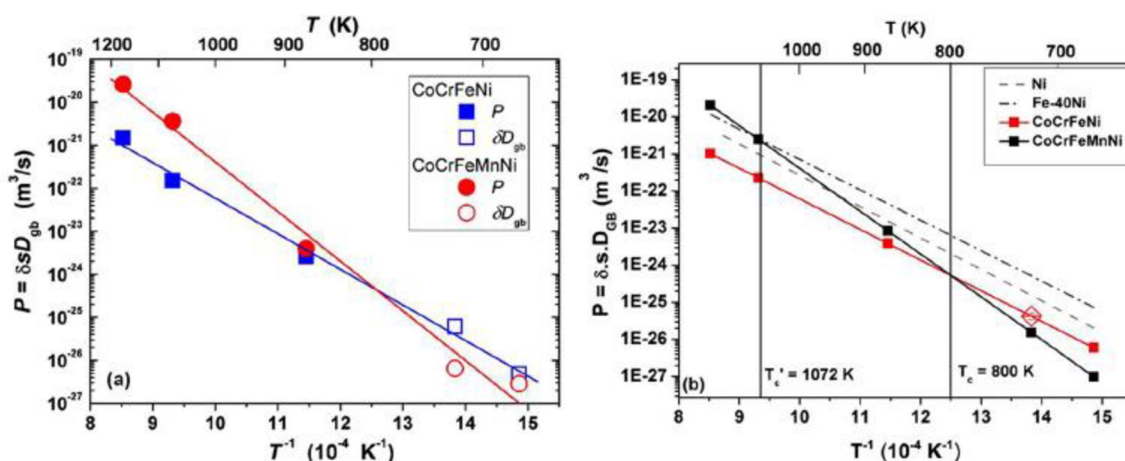 T (K)
1200 1000 900 800 700
10⁻¹⁹
10⁻²⁰
10⁻²¹
10⁻²²
10⁻²³
10⁻²⁴
10⁻²⁵
10⁻²⁶
10⁻²⁷
P = δsD_gb (m³/s)
CoCrFeNi
P
δD_gb
CoCrFeMnNi
P
δD_gb
(a)
8 9 10 11 12 13 14 15
T⁻¹ (10⁻⁴ K⁻¹)
T (K)
1000 900 800 700
1E-19
1E-20
1E-21
1E-22
1E-23
1E-24
1E-25
1E-26
1E-27
P = δ.s.D_GB (m³/s)
Ni
Fe-40Ni
CoCrFeNi
CoCrFeMnNi
(b)
T_c' = 1072 K
T_c = 800 K
8 9 10 11 12 13 14 15
T⁻¹ (10⁻⁴ K⁻¹)